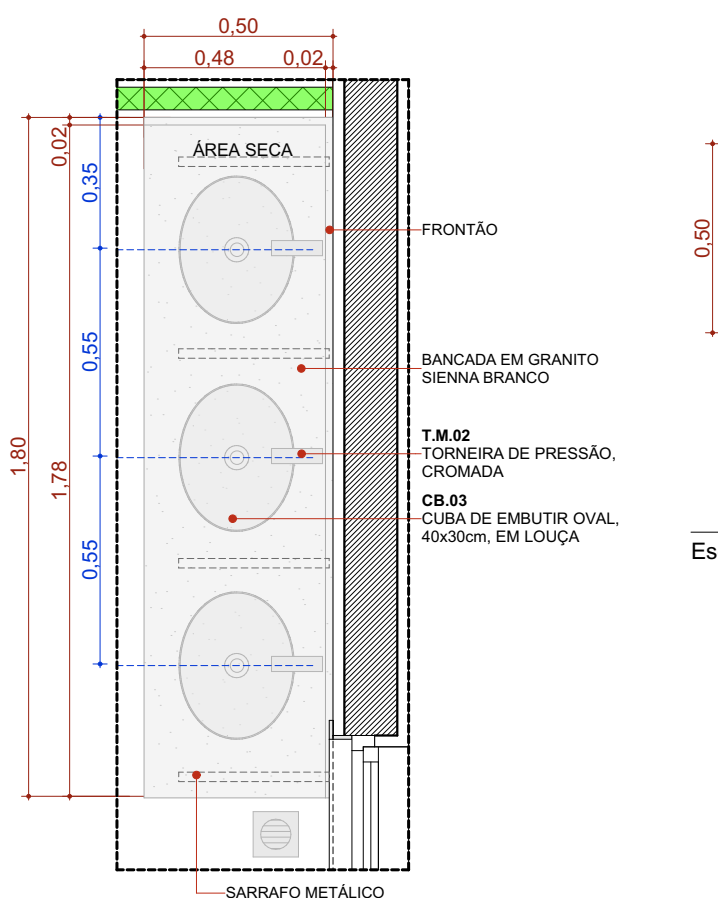 0,50
0,48
0,02
0,02
0,35
ÁREA SECA
FRONTÃO
0,50
0,55
BANCADA EM GRANITO
SIENNA BRANCO
1,80
1,78
T.M.02
TORNEIRA DE PRESSÃO,
CROMADA
CB.03
CUBA DE EMBUTIR OVAL,
40x30cm, EM LOUÇA
0,55
Es
SARRAFO METÁLICO